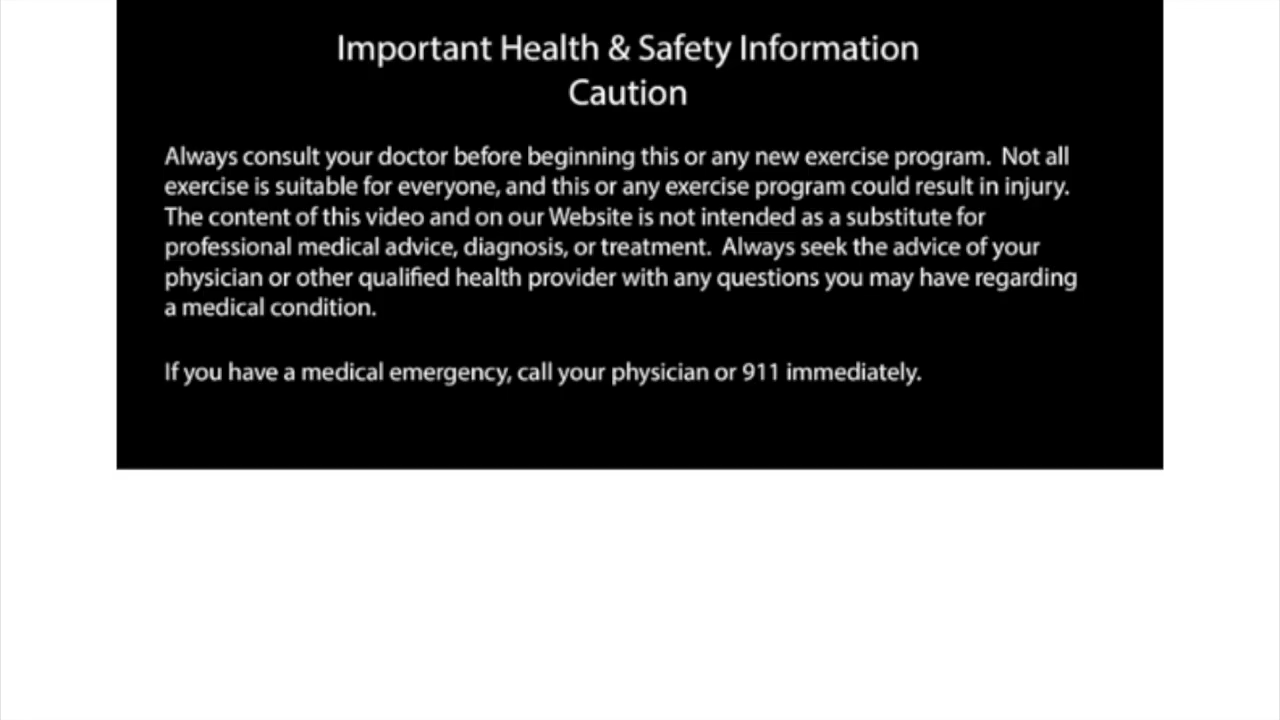 Important Health & Safety Information
Caution
Always consult your doctor before beginning this or any new exercise program.  Not all
exercise is suitable for everyone, and this or any exercise program could result in injury.
The content of this video and on our Website is not intended as a substitute for
professional medical advice, diagnosis, or treatment.  Always seek the advice of your
physician or other qualified health provider with any questions you may have regarding
a medical condition.
If you have a medical emergency, call your physician or 911 immediately.